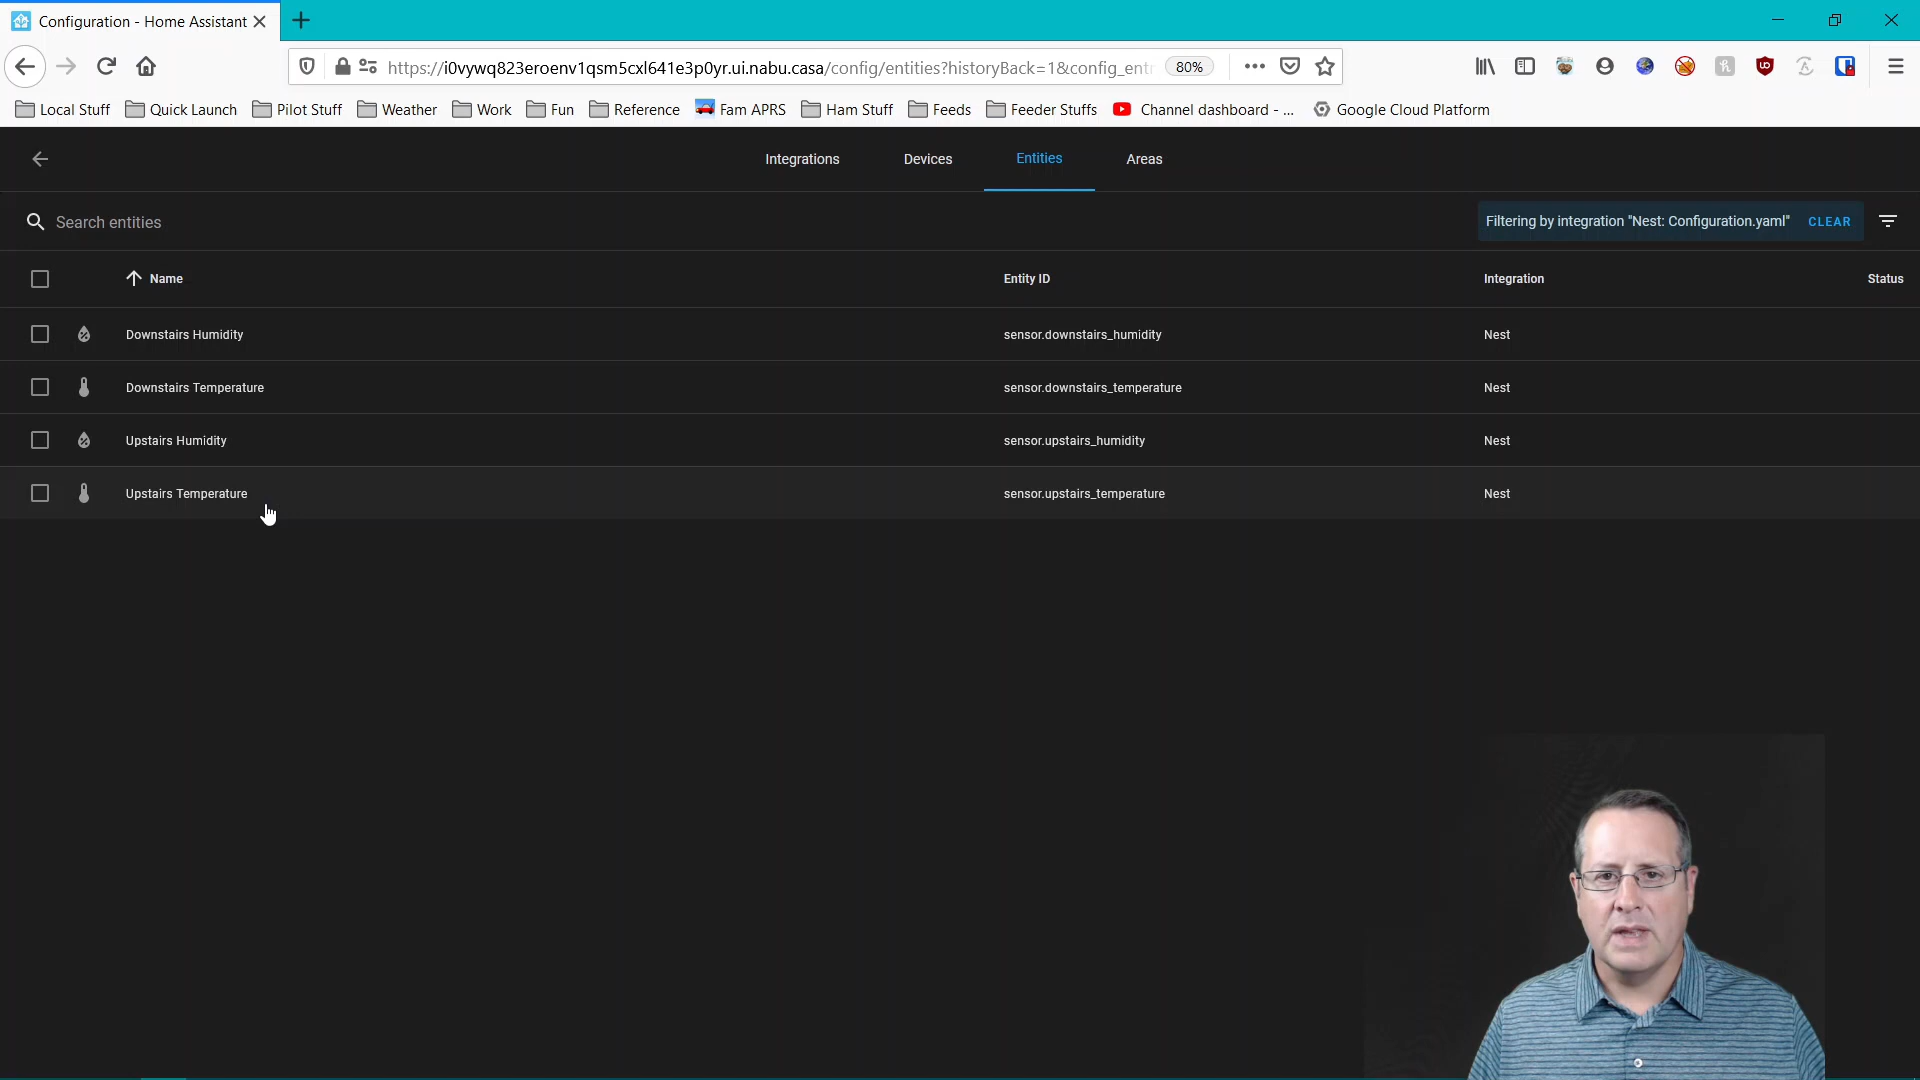 Configuration - Home Assistant
https://i0vywq823eroenv1qsm5cxl641e3p0yr.ui.nabu.casa/config/entities?historyBack=1&config_entr
80%
Local Stuff
Quick Launch
Pilot Stuff
Weather
Work
Fun
Reference
Fam APRS
Ham Stuff
Feeds
Feeder Stuffs
Channel dashboard - ...
Google Cloud Platform
Integrations
Devices
Entities
Areas
Search entities
Filtering by integration "Nest: Configuration.yaml" CLEAR
Name Entity ID Integration Status
Downstairs Humidity sensor.downstairs_humidity Nest
Downstairs Temperature sensor.downstairs_temperature Nest
Upstairs Humidity sensor.upstairs_humidity Nest
Upstairs Temperature sensor.upstairs_temperature Nest